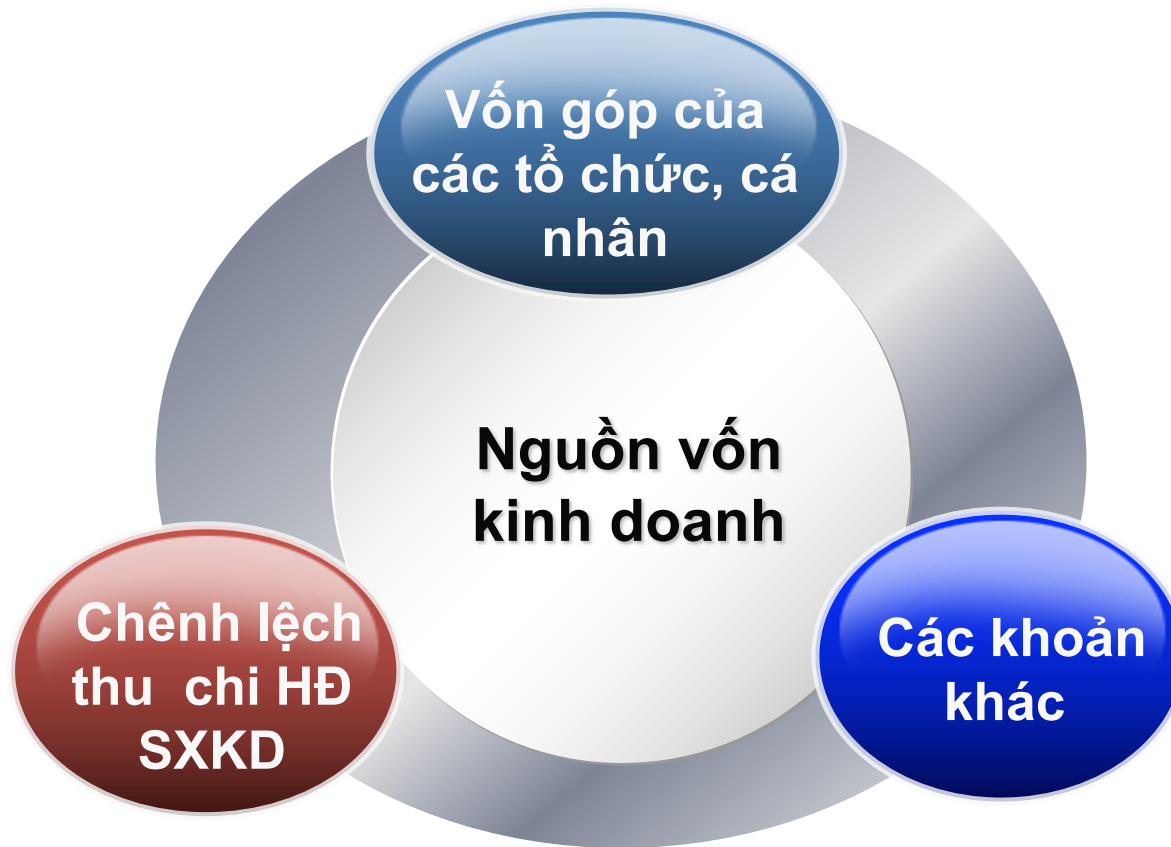 Vốn góp của
các tổ chức, cá
nhân
Nguồn vốn
kinh doanh
Chênh lệch
thu chi HĐ
SXKD
Các khoản
khác